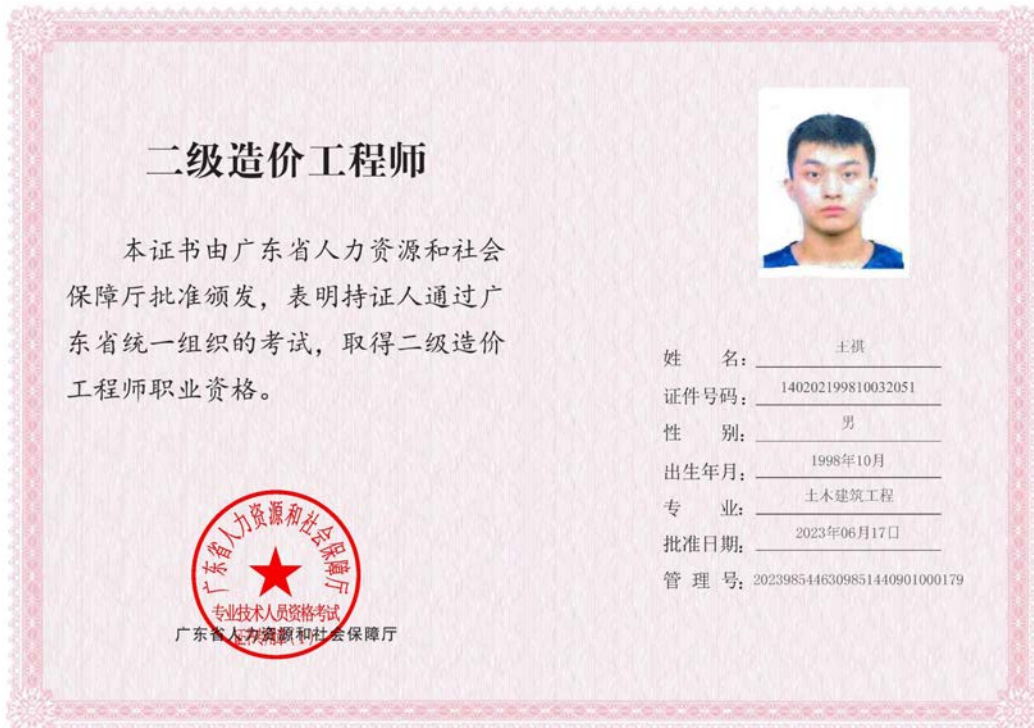 二级造价工程师
本证书由广东省人力资源和社会
保障厅批准颁发，表明持证人通过广
东省统一组织的考试，取得二级造价
工程师职业资格。
广东省人力资源和社会保障厅
专业技术人员资格考试
广东省人力资源和社会保障厅
姓 名：王祺
证件号码：140202199810032051
性 别：男
出生年月：1998年10月
专 业：土木建筑工程
批准日期：2023年06月17日
管 理 号：2023985446309851440901000179